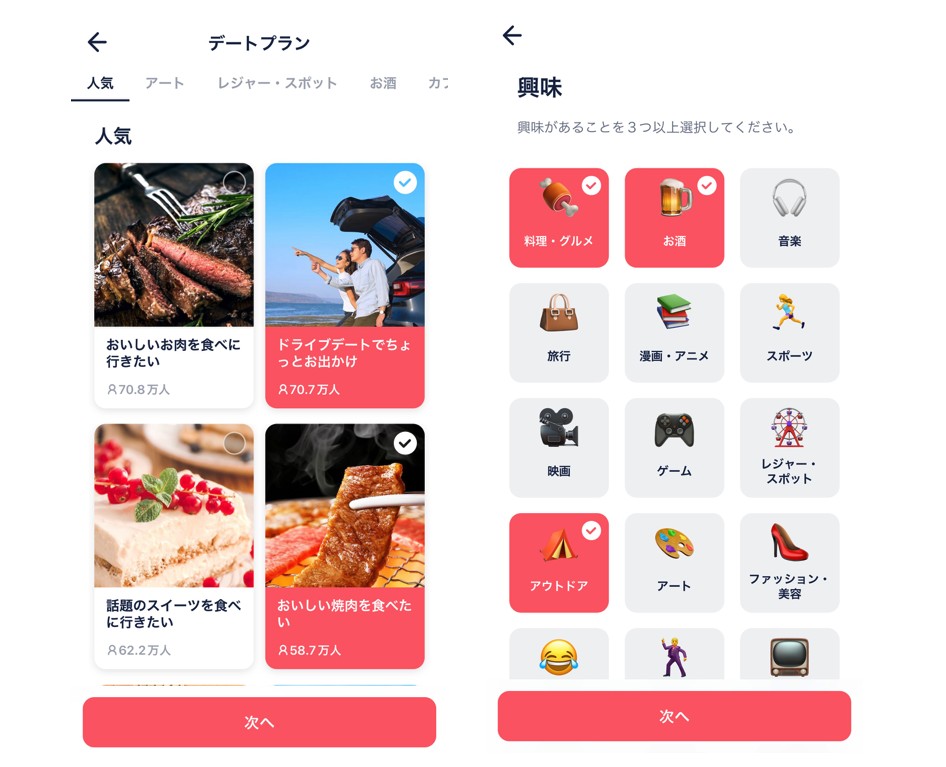 デートプラン
人気
アート
レジャー・スポット
お酒
人気
おいしいお肉を食べに
行きたい
70.8万人
ドライブデートでちょ
っとお出かけ
70.7万人
話題のスイーツを食べ
に行きたい
62.2万人
おいしい焼肉を食べた
い
58.7万人
次へ
興味
興味があることを3つ以上選択してください。
料理・グルメ
お酒
音楽
旅行
漫画・アニメ
スポーツ
映画
ゲーム
レジャー・
スポット
アウトドア
アート
ファッション・
美容
次へ